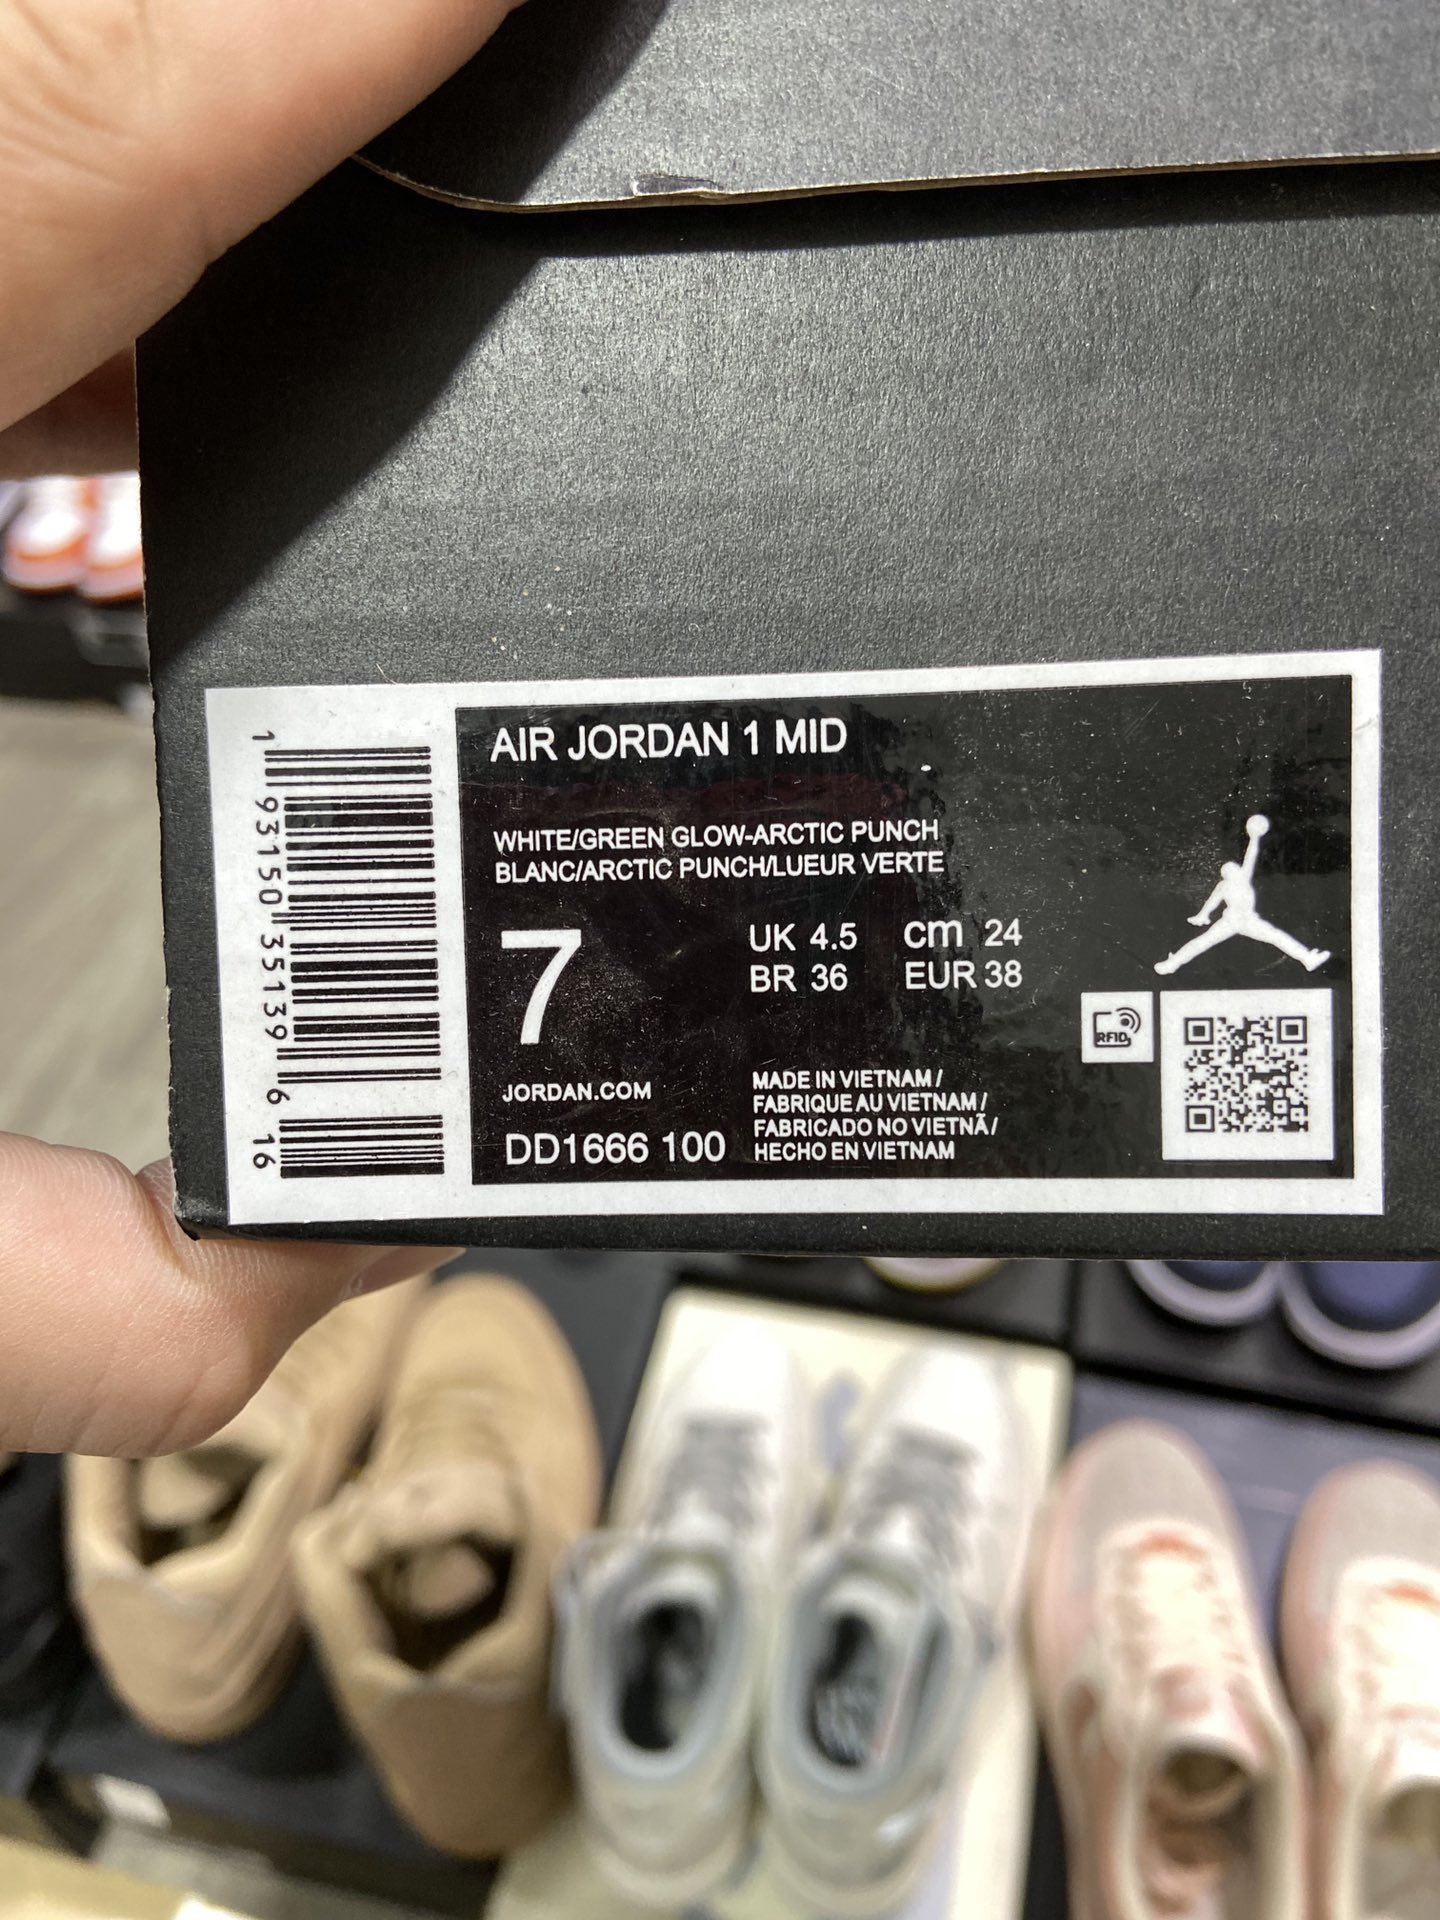 AIR JORDAN 1 MID
WHITE/GREEN GLOW-ARCTIC PUNCH
BLANC/ARCTIC PUNCH/LUEUR VERTE
7
UK 4.5 cm 24
BR 36 EUR 38
RFID
JORDAN.COM
DD1666 100
MADE IN VIETNAM /
FABRIQUE AU VIETNAM /
FABRICADO NO VIETNÃ /
HECHO EN VIETNAM
1 93150 35139 6 16